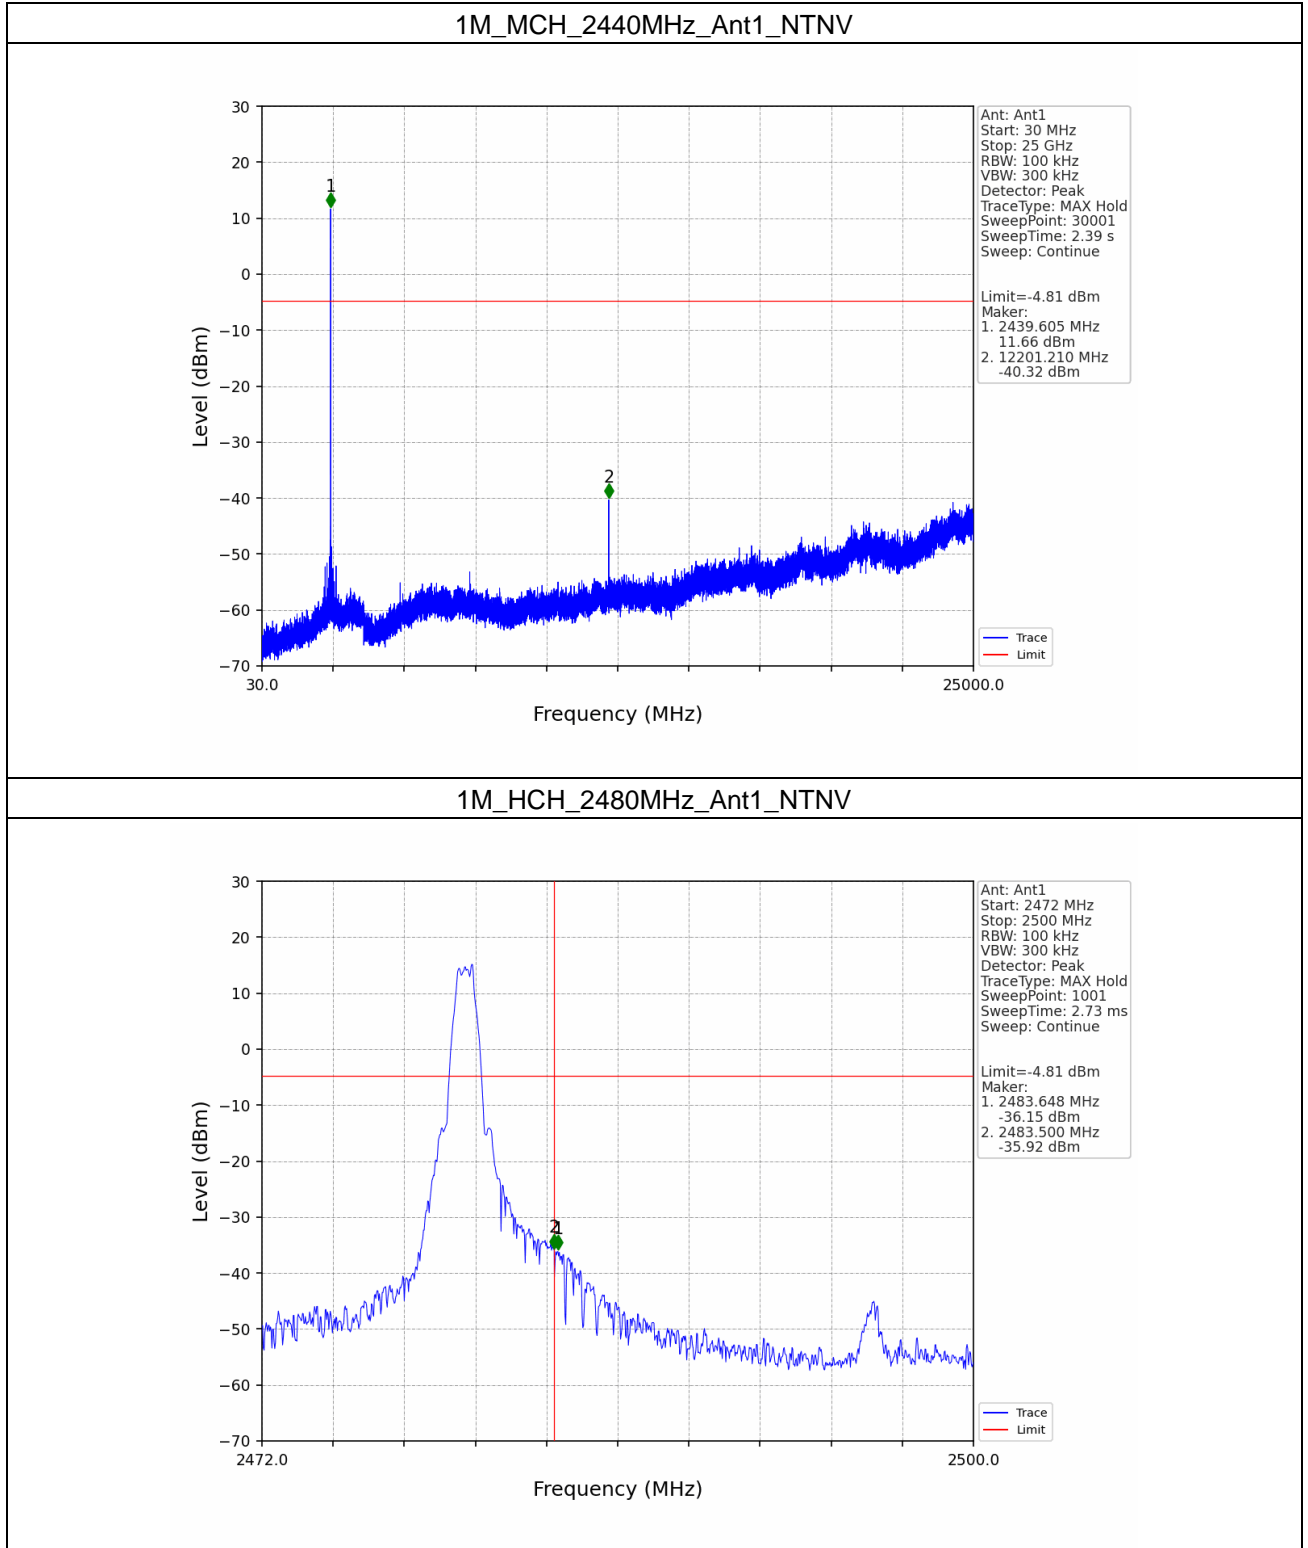 1M_MCH_2440MHz_Ant1_NTNV
30
20
10
0
−10
−20
−30
−40
−50
−60
−70
Level (dBm)
1
2
30.0
25000.0
Frequency (MHz)
Ant: Ant1
Start: 30 MHz
Stop: 25 GHz
RBW: 100 kHz
VBW: 300 kHz
Detector: Peak
TraceType: MAX Hold
SweepPoint: 30001
SweepTime: 2.39 s
Sweep: Continue
Limit=-4.81 dBm
Maker:
1. 2439.605 MHz
11.66 dBm
2. 12201.210 MHz
-40.32 dBm
Trace
Limit
1M_HCH_2480MHz_Ant1_NTNV
30
20
10
0
−10
−20
−30
−40
−50
−60
−70
Level (dBm)
2
1
2472.0
2500.0
Frequency (MHz)
Ant: Ant1
Start: 2472 MHz
Stop: 2500 MHz
RBW: 100 kHz
VBW: 300 kHz
Detector: Peak
TraceType: MAX Hold
SweepPoint: 1001
SweepTime: 2.73 ms
Sweep: Continue
Limit=-4.81 dBm
Maker:
1. 2483.648 MHz
-36.15 dBm
2. 2483.500 MHz
-35.92 dBm
Trace
Limit